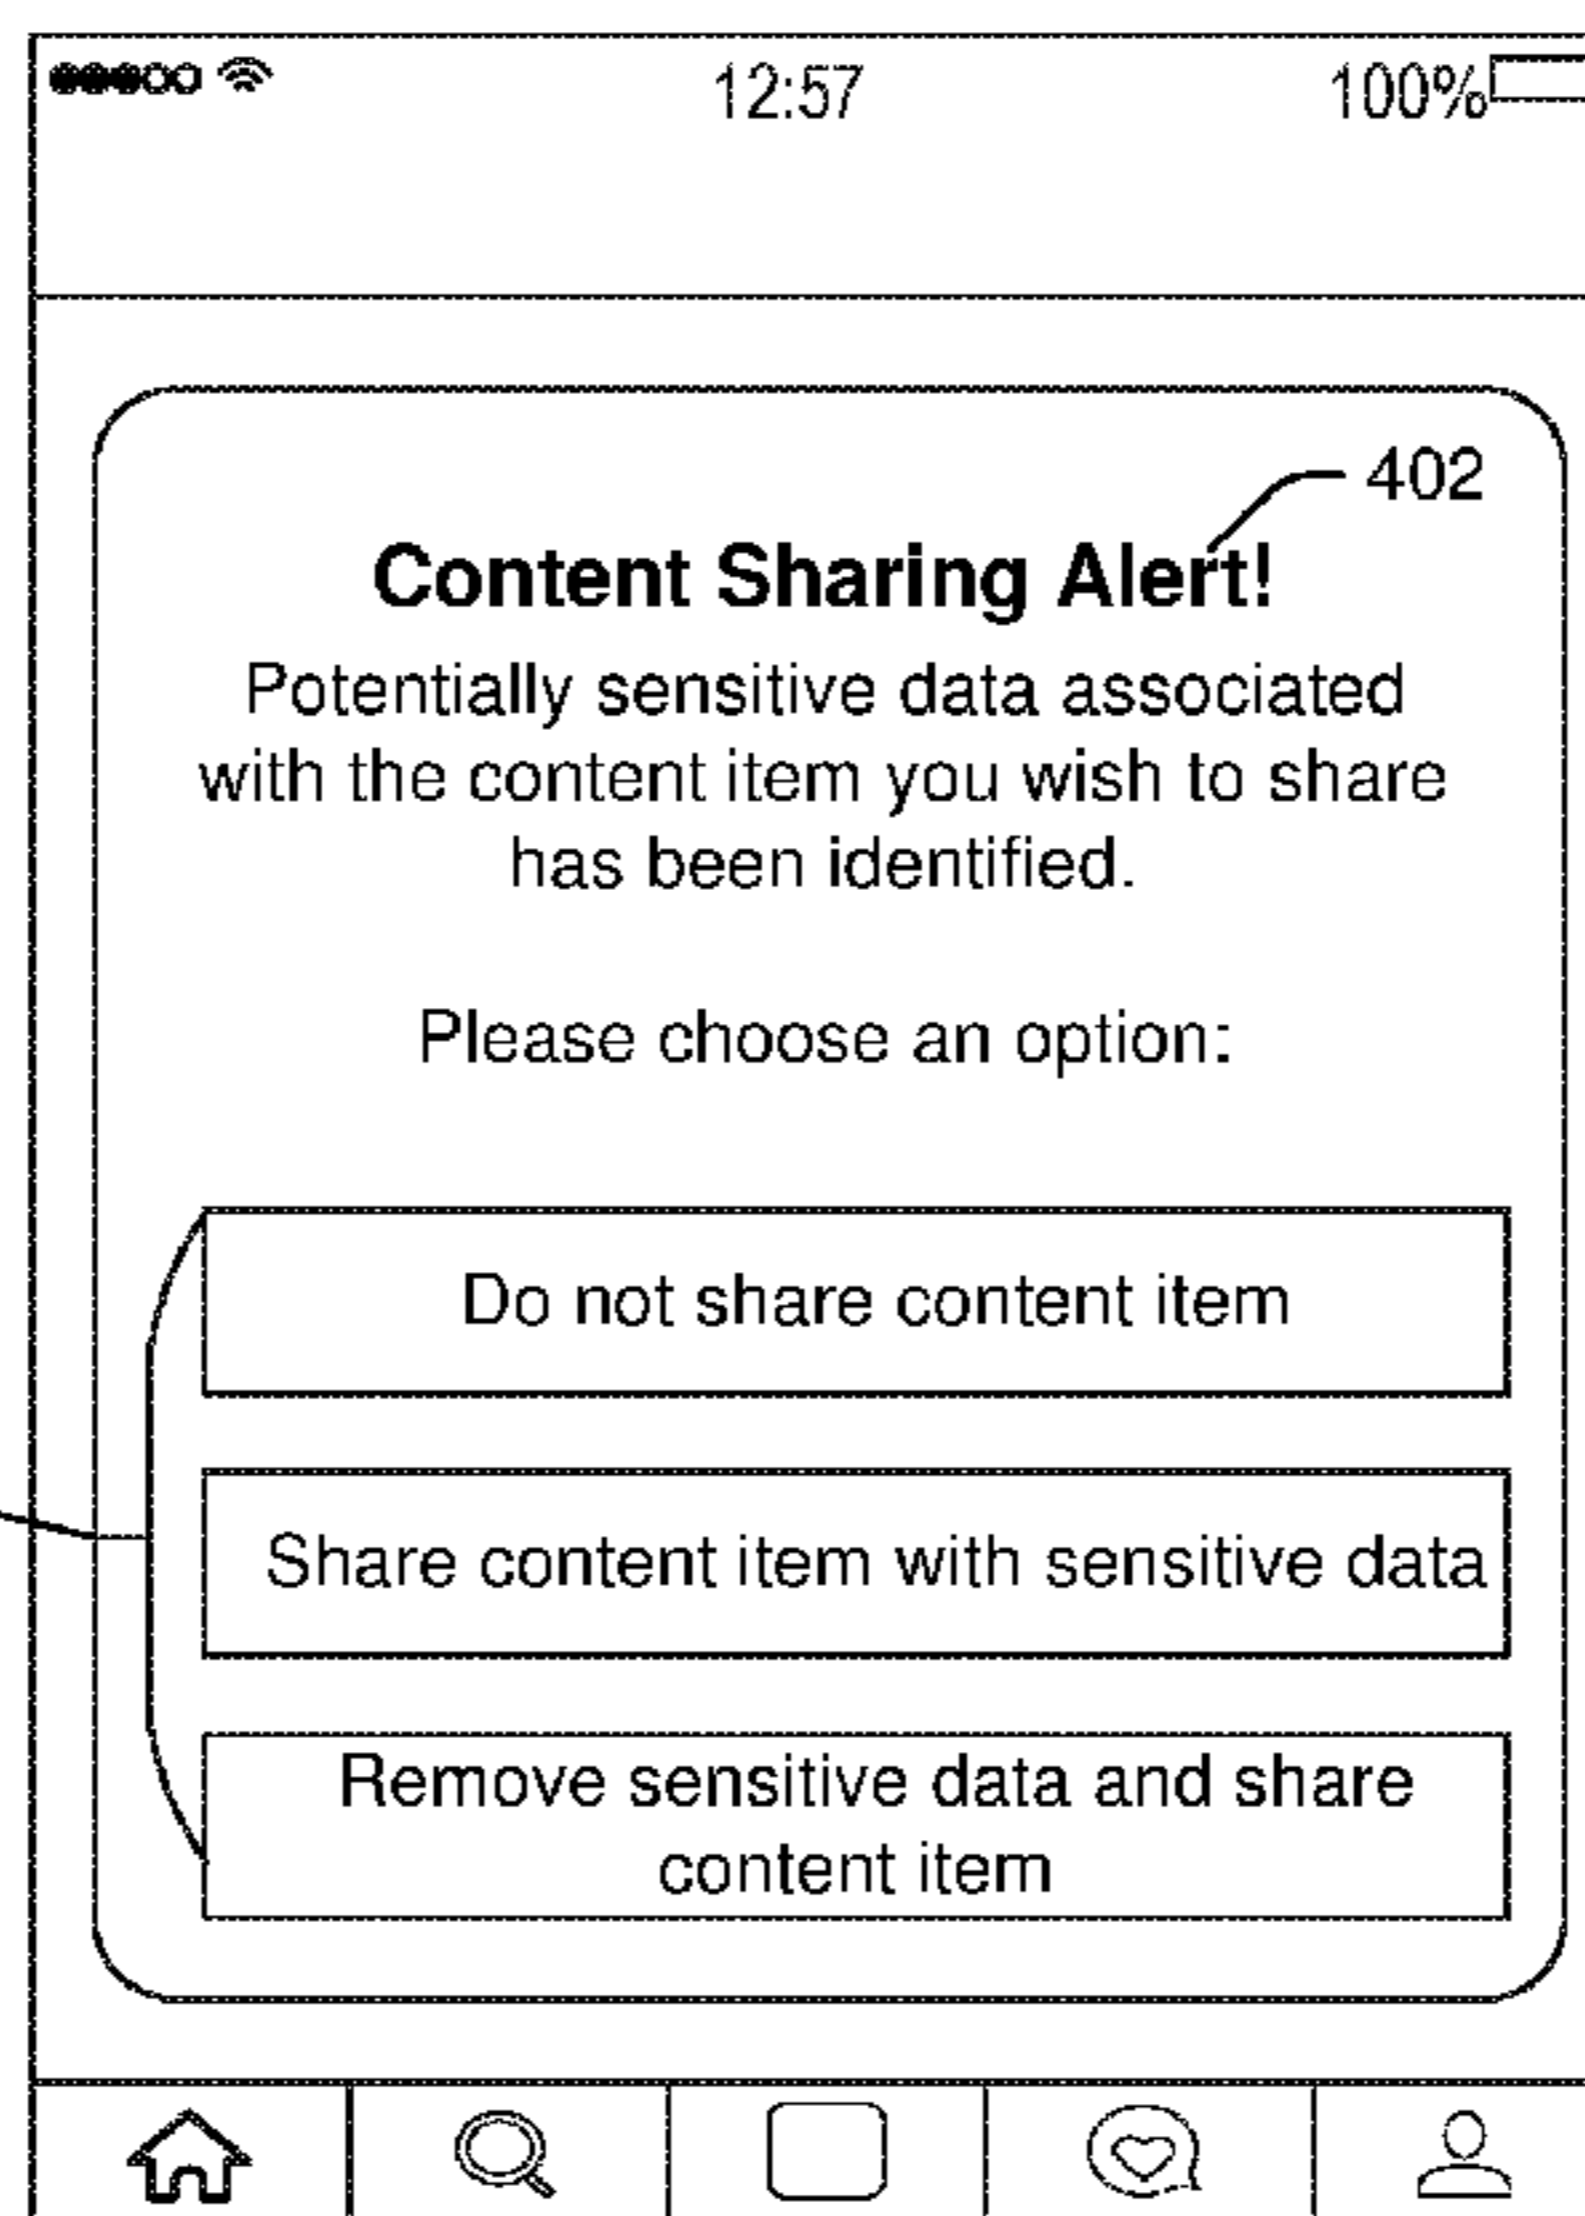 12:57
100%
402
Content Sharing Alert!
Potentially sensitive data associated
with the content item you wish to share
has been identified.
Please choose an option:
Do not share content item
Share content item with sensitive data
Remove sensitive data and share
content item